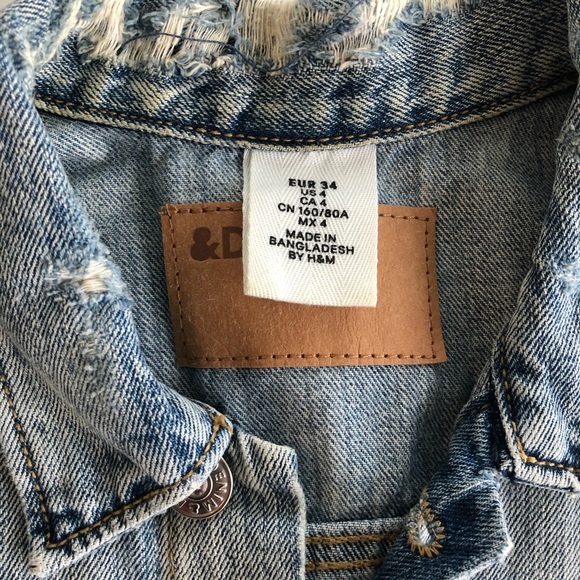 EUR 34
US 4
CA 4
CN 160/80A
MX 4
MADE IN
BANGLADESH
BY H&M
&D